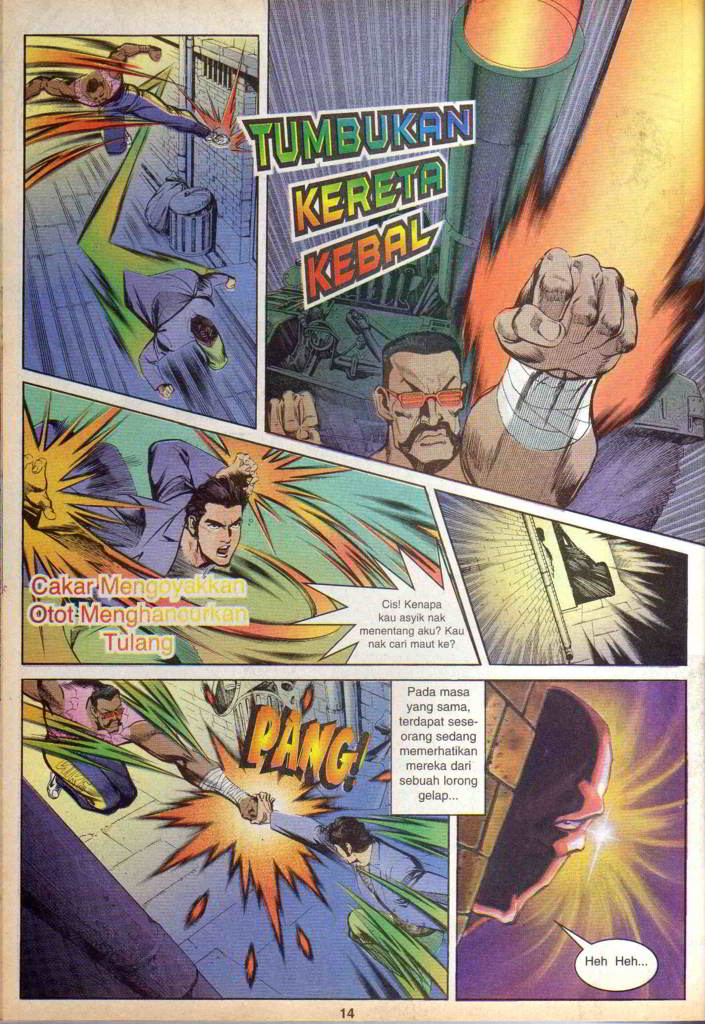 TUMBUKAN
KERETA
KEBAL
Cakar Mengoyakkan
Otot Menghancurkan
Tulang
Cis! Kenapa
kau asyik nak
menentang aku? Kau
nak cari maut ke?
PANG!
Pada masa
yang sama,
terdapat sese-
orang sedang
memerhatikan
mereka dari
sebuah lorong
gelap...
Heh Heh...
14